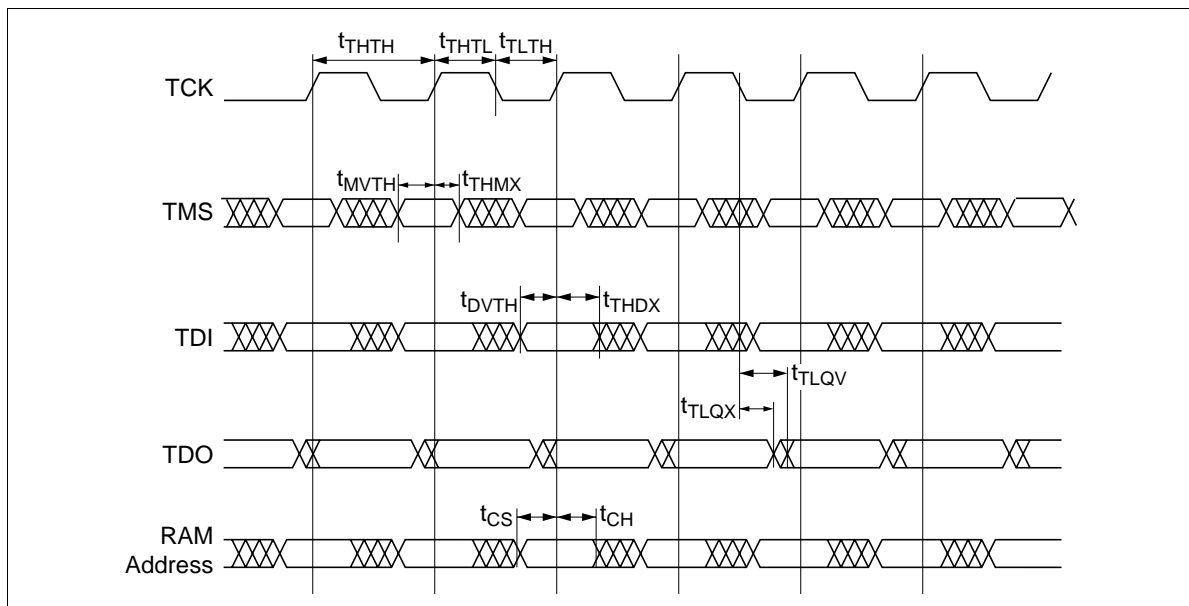 tTHTH tTHTL tTLTH
TCK
tMVTH tTHMX
TMS
tDVTH tTHDX
TDI
tTLQV
tTLQX
TDO
tCS tCH
RAM
Address